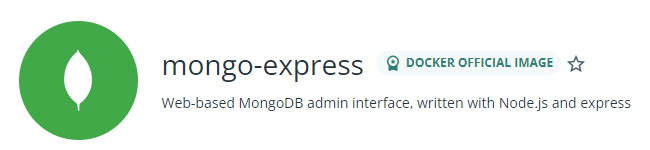 mongo-express DOCKER OFFICIAL IMAGE
Web-based MongoDB admin interface, written with Node.js and express